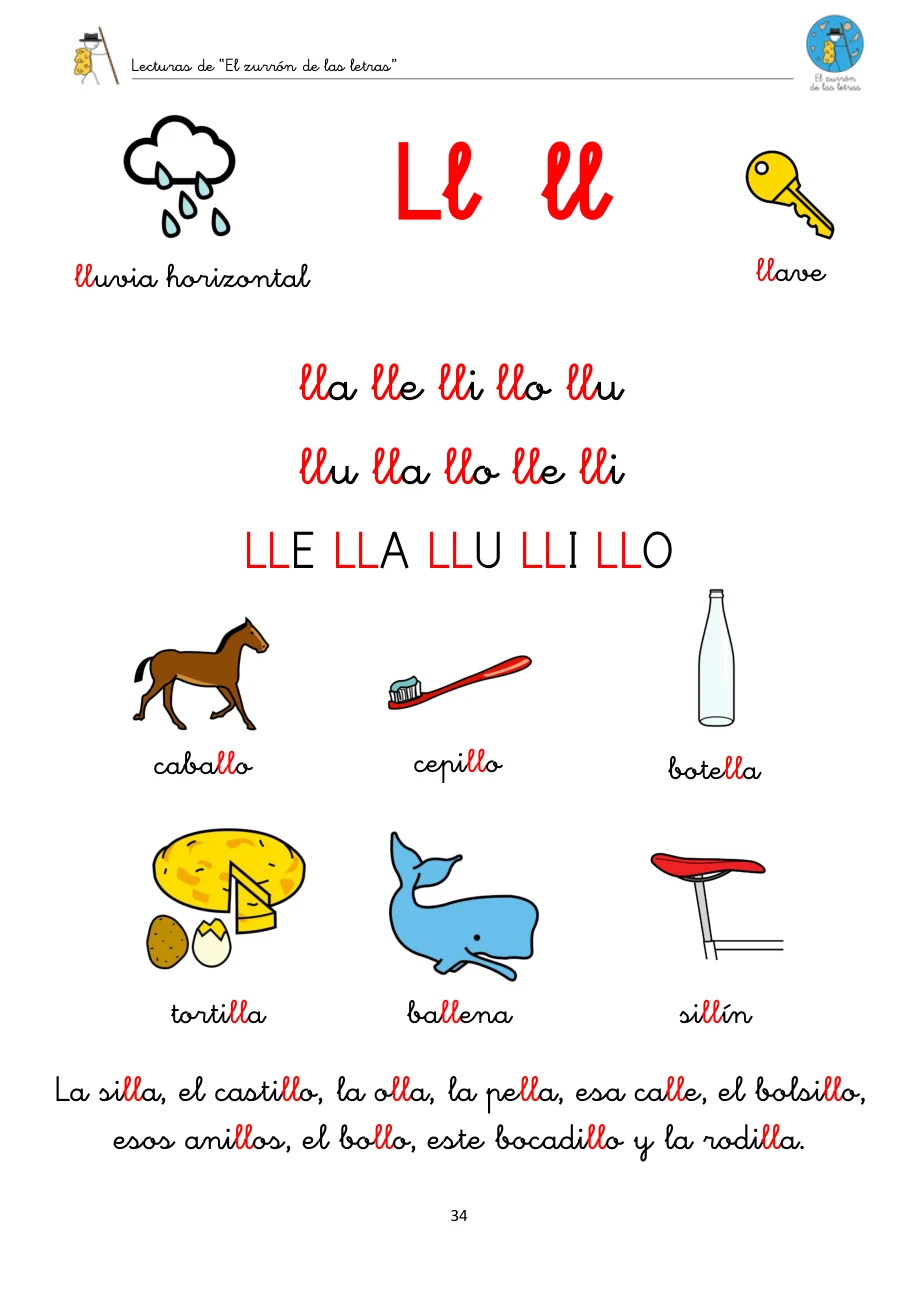 Lecturas de "El zurrón de las letras"
El zurrón
de las letras
Ll ll
lluvia horizontal
llave
lla lle lli llo llu
llu lla llo lle lli
LLE LLA LLU LLI LLO
caballo
cepillo
botella
tortilla
ballena
sillín
La silla, el castillo, la olla, la pella, esa calle, el bolsillo,
esos anillos, el bollo, este bocadillo y la rodilla.
34